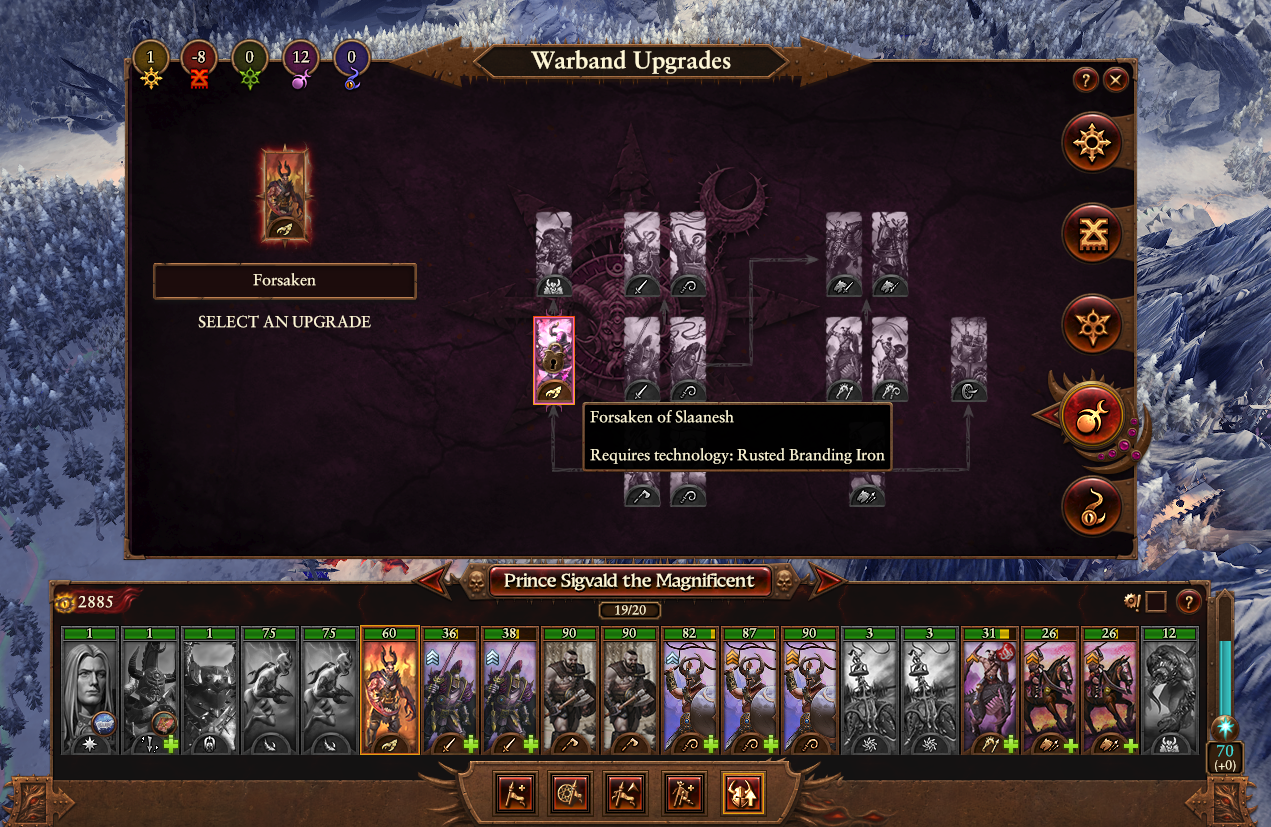 1 -8 0 12 0
Warband Upgrades
?
Forsaken
SELECT AN UPGRADE
Forsaken of Slaanesh
Requires technology: Rusted Branding Iron
Prince Sigvald the Magnificent
2885
19/20
?
1 1 1 75 75 60 36 38 90 90 82 87 90 3 3 31 26 26 12
70
(+0)